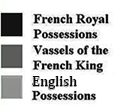 French Royal
Possessions
Vassels of the
French King
English
Possessions